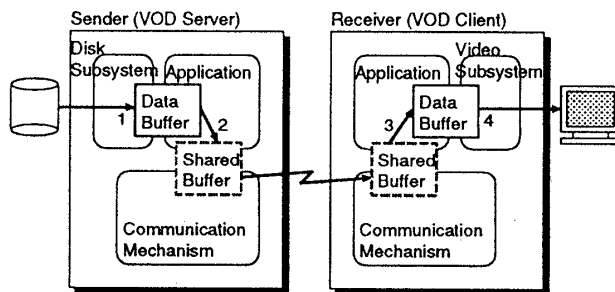 Sender (VOD Server)
Disk
Subsystem
Application
Data
Buffer
1
2
Shared
Buffer
Communication
Mechanism
Receiver (VOD Client)
Video
Application
Subsystem
Data
Buffer
3
4
Shared
Buffer
Communication
Mechanism